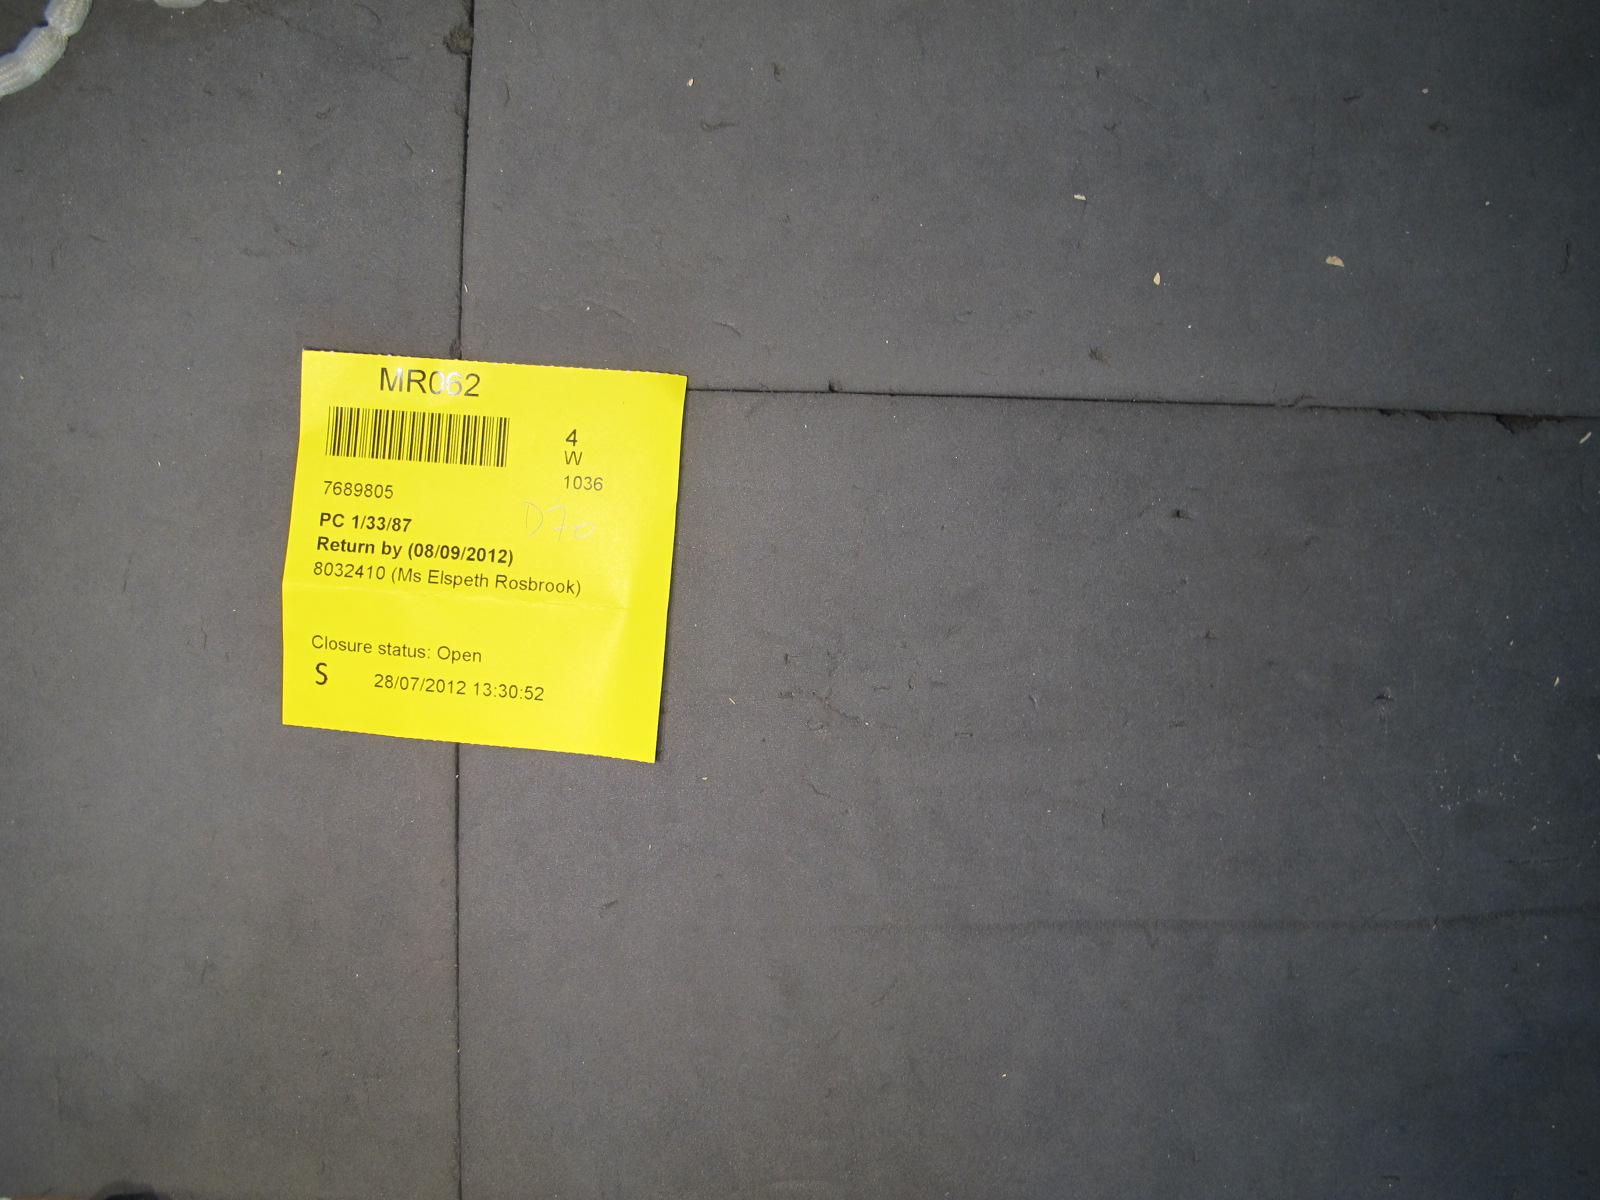 MR062
4
W
1036
7689805
D70
PC 1/33/87
Return by (08/09/2012)
8032410 (Ms Elspeth Rosbrook)
Closure status: Open
S 28/07/2012 13:30:52